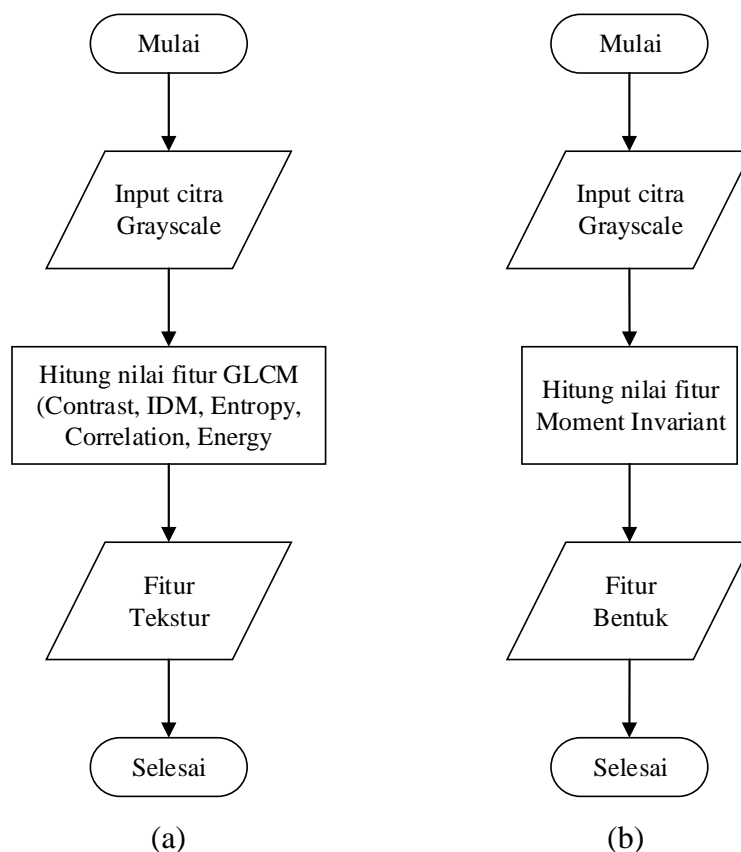 Mulai
Input citra
Grayscale
Hitung nilai fitur GLCM
(Contrast, IDM, Entropy,
Correlation, Energy
Fitur
Tekstur
Selesai
(a)
Mulai
Input citra
Grayscale
Hitung nilai fitur
Moment Invariant
Fitur
Bentuk
Selesai
(b)